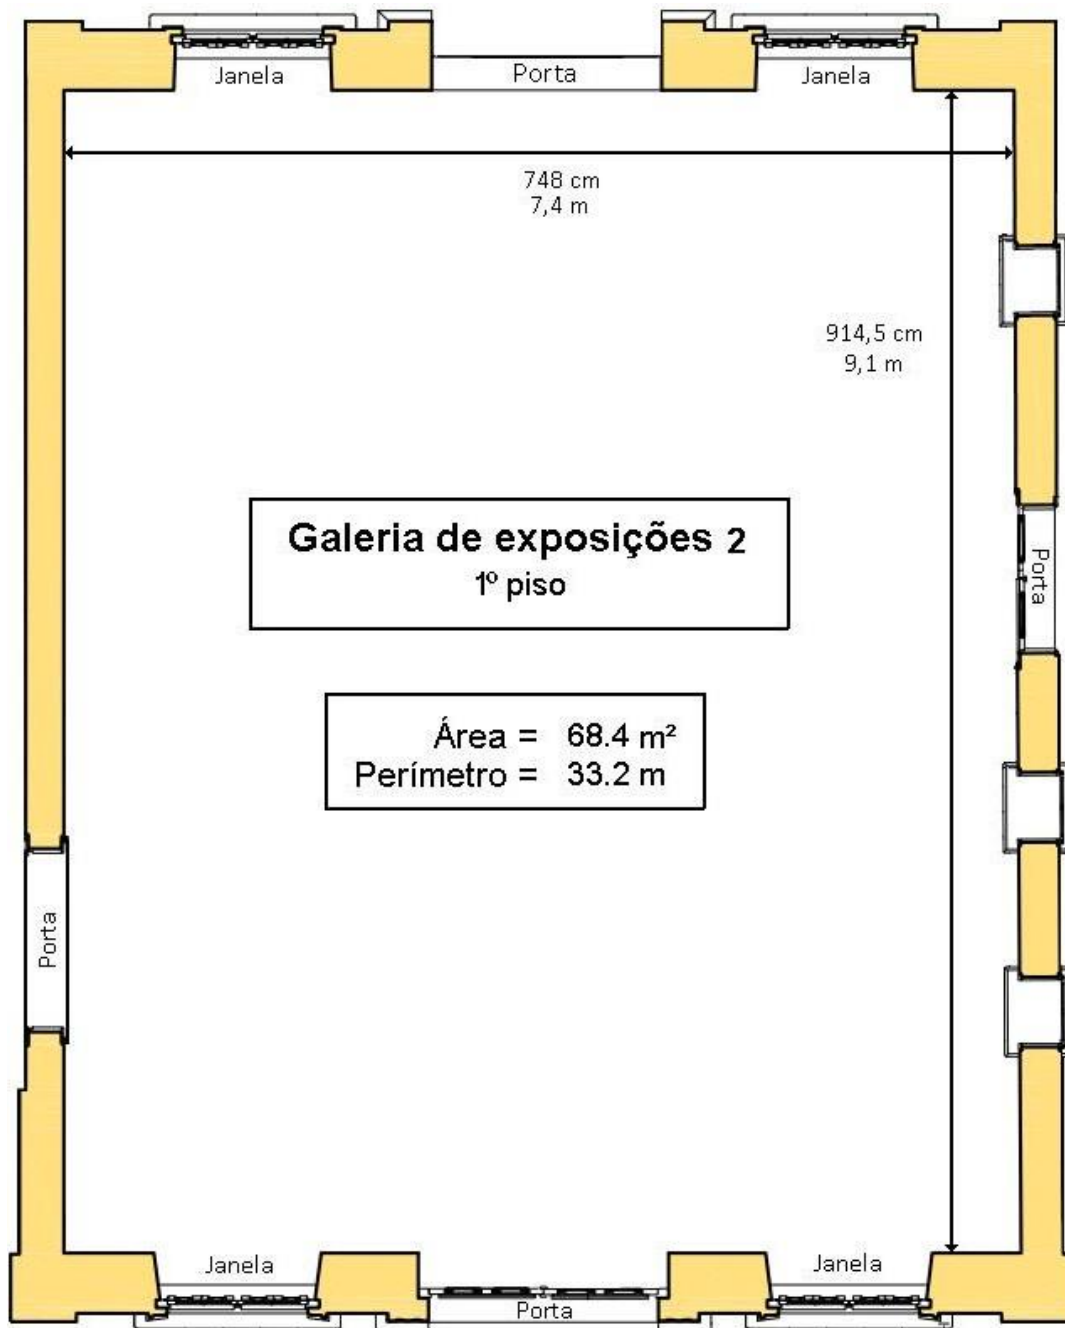 Janela
Porta
Janela
748 cm
7,4 m
914,5 cm
9,1 m
Galeria de exposições 2
1º piso
Porta
Área = 68.4 m²
Perímetro = 33.2 m
Porta
Janela
Porta
Janela